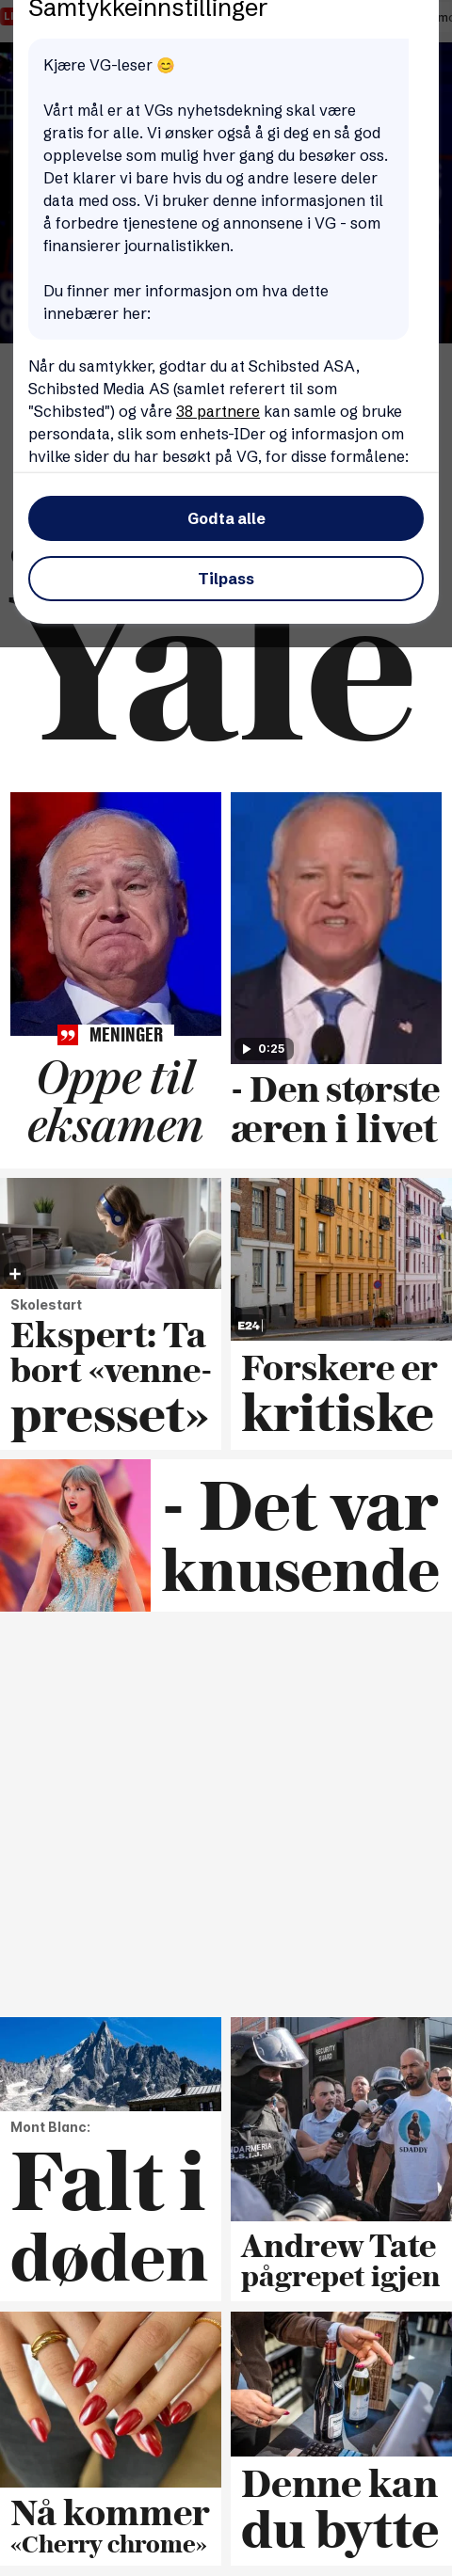 Samtykkeinnstillinger
Kjære VG-leser 😊
Vårt mål er at VGs nyhetsdekning skal være
gratis for alle. Vi ønsker også å gi deg en så god
opplevelse som mulig hver gang du besøker oss.
Det klarer vi bare hvis du og andre lesere deler
data med oss. Vi bruker denne informasjonen til
å forbedre tjenestene og annonsene i VG - som
finansierer journalistikken.
Du finner mer informasjon om hva dette
innebærer her:
Når du samtykker, godtar du at Schibsted ASA,
Schibsted Media AS (samlet referert til som
"Schibsted") og våre 38 partnere kan samle og bruke
persondata, slik som enhets-IDer og informasjon om
hvilke sider du har besøkt på VG, for disse formålene:
Godta alle
Tilpass
Yale
MENINGER
Oppe til
eksamen
0:25
- Den største
æren i livet
Skolestart
Ekspert: Ta
bort «venne-
presset»
E24
Forskere er
kritiske
- Det var
knusende
Mont Blanc:
Falt i
døden
SECURITY
GUARD
SDADDY
Andrew Tate
pågrepet igjen
Nå kommer
«Cherry chrome»
Denne kan
du bytte